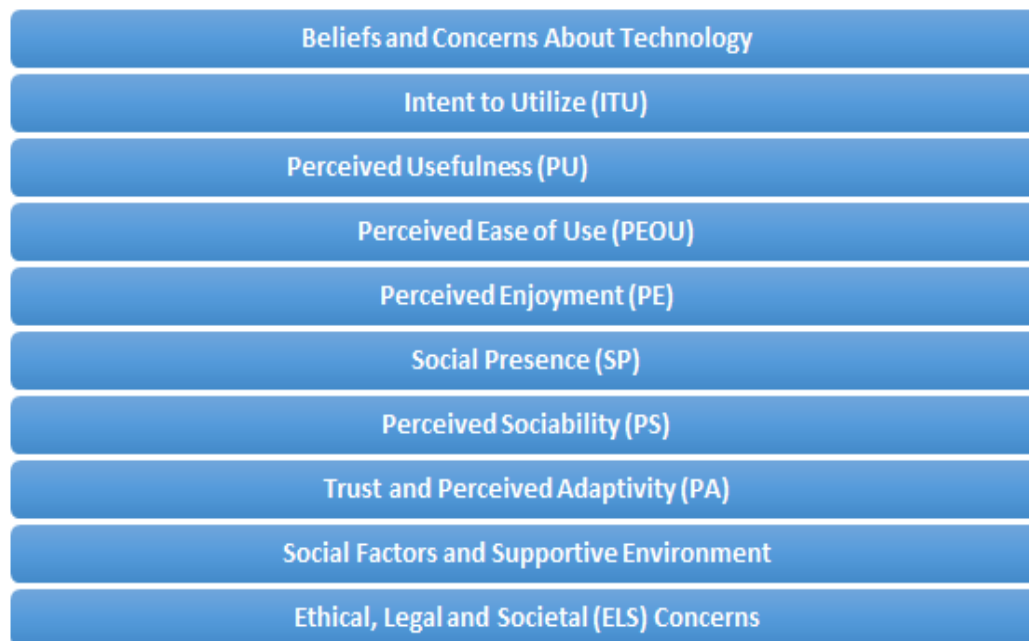 Beliefs and Concerns About Technology
Intent to Utilize (ITU)
Perceived Usefulness (PU)
Perceived Ease of Use (PEOU)
Perceived Enjoyment (PE)
Social Presence (SP)
Perceived Sociability (PS)
Trust and Perceived Adaptivity (PA)
Social Factors and Supportive Environment
Ethical, Legal and Societal (ELS) Concerns